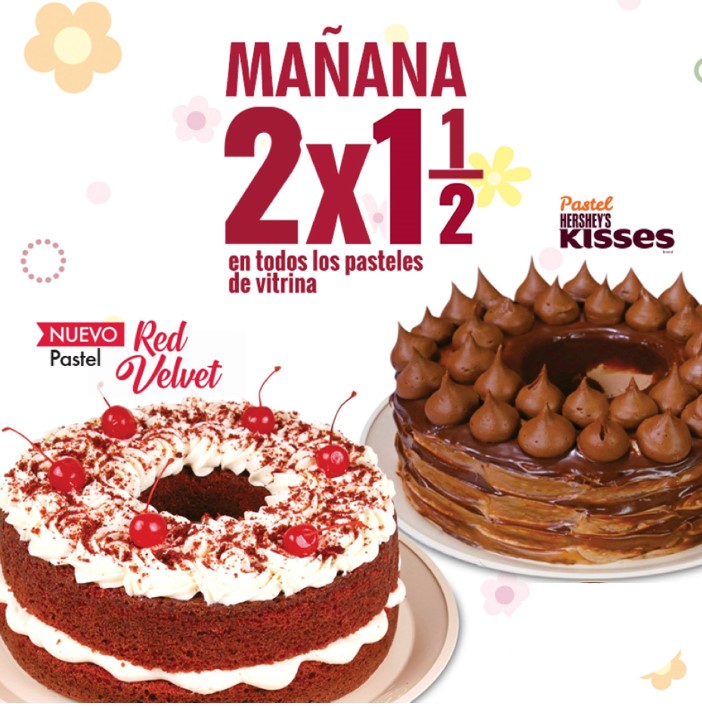 MAÑANA
2x1 1/2
en todos los pasteles
de vitrina
Pastel
HERSHEY'S
KISSES
NUEVO
Pastel
Red
Velvet